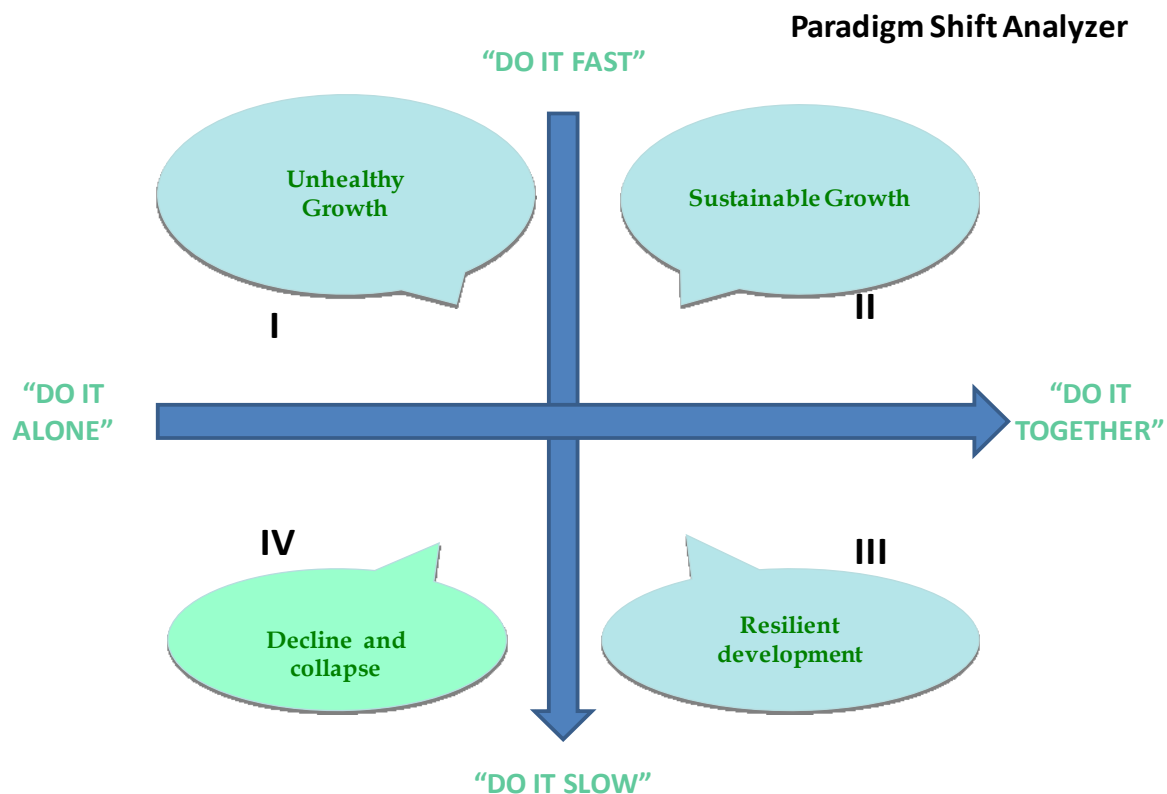 Paradigm Shift Analyzer
“DO IT FAST”
Unhealthy
Growth
Sustainable Growth
I
II
“DO IT
ALONE”
“DO IT
TOGETHER”
IV
III
Decline and
collapse
Resilient
development
“DO IT SLOW”